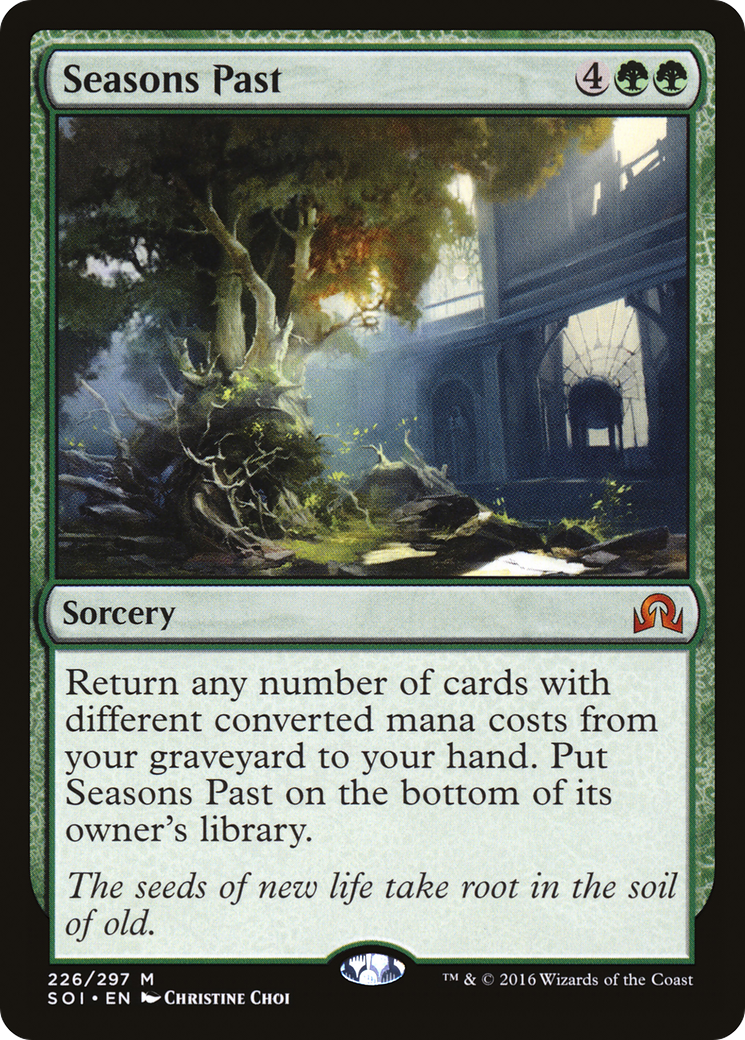 Seasons Past 4
Sorcery
Return any number of cards with
different converted mana costs from
your graveyard to your hand. Put
Seasons Past on the bottom of its
owner's library.
The seeds of new life take root in the soil
of old.
226/297 M
SOI • EN Christine Choi
™ & © 2016 Wizards of the Coast